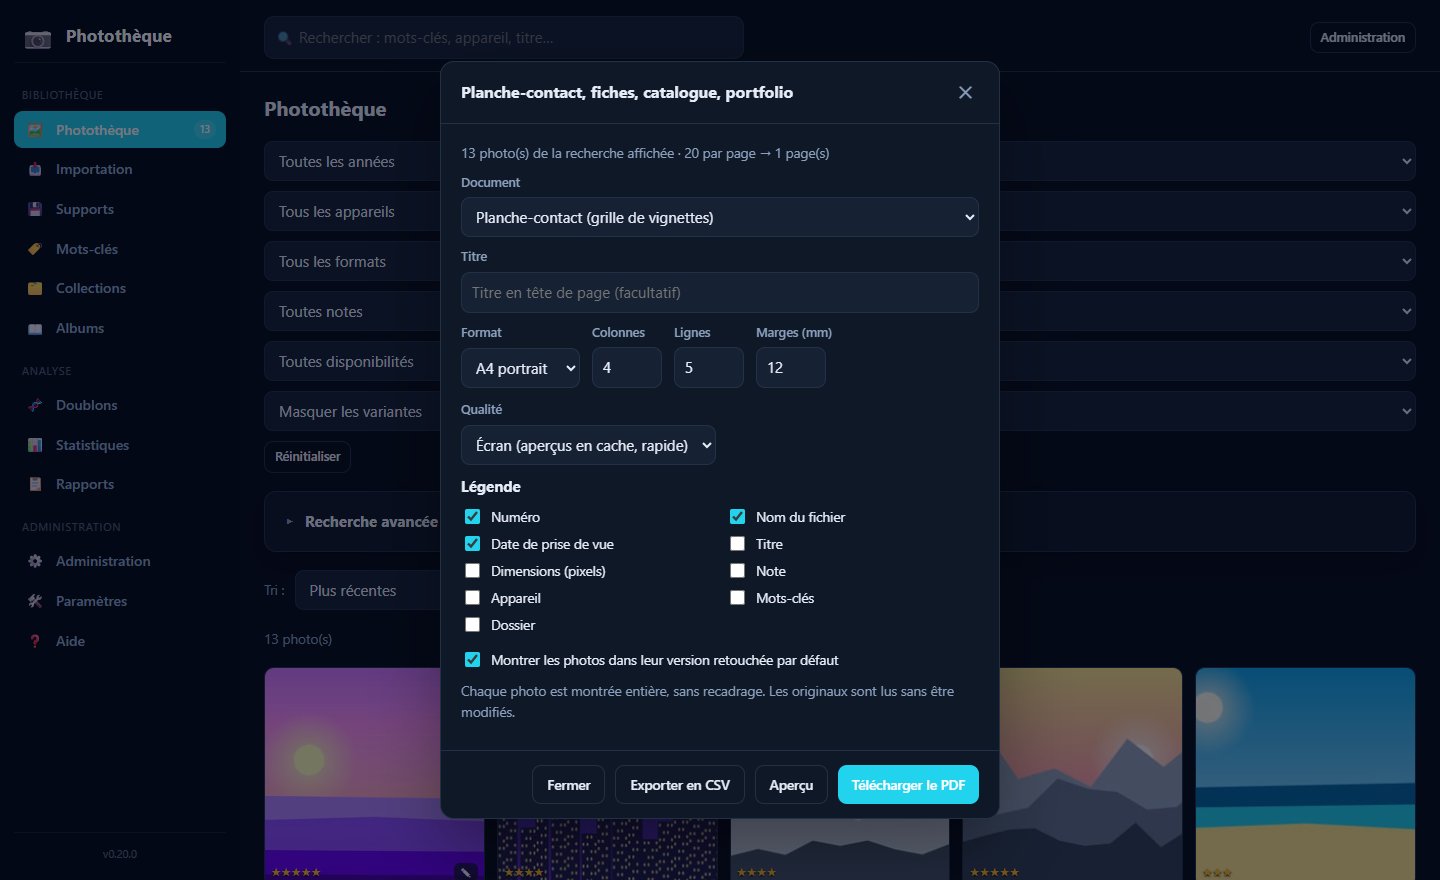 Photothèque
Rechercher : mots-clés, appareil, titre...
Administration
BIBLIOTHÈQUE
Photothèque 13
Importation
Supports
Mots-clés
Collections
Albums
ANALYSE
Doublons
Statistiques
Rapports
ADMINISTRATION
Administration
Paramètres
Aide
v0.20.0
Photothèque
Toutes les années
Tous les appareils
Tous les formats
Toutes notes
Toutes disponibilités
Masquer les variantes
Réinitialiser
Recherche avancée
Tri : Plus récentes
13 photo(s)
Planche-contact, fiches, catalogue, portfolio
13 photo(s) de la recherche affichée · 20 par page → 1 page(s)
Document
Planche-contact (grille de vignettes)
Titre
Titre en tête de page (facultatif)
Format Colonnes Lignes Marges (mm)
A4 portrait 4 5 12
Qualité
Écran (aperçus en cache, rapide)
Légende
Numéro Nom du fichier
Date de prise de vue Titre
Dimensions (pixels) Note
Appareil Mots-clés
Dossier
Montrer les photos dans leur version retouchée par défaut
Chaque photo est montrée entière, sans recadrage. Les originaux sont lus sans être
modifiés.
Fermer Exporter en CSV Aperçu Télécharger le PDF